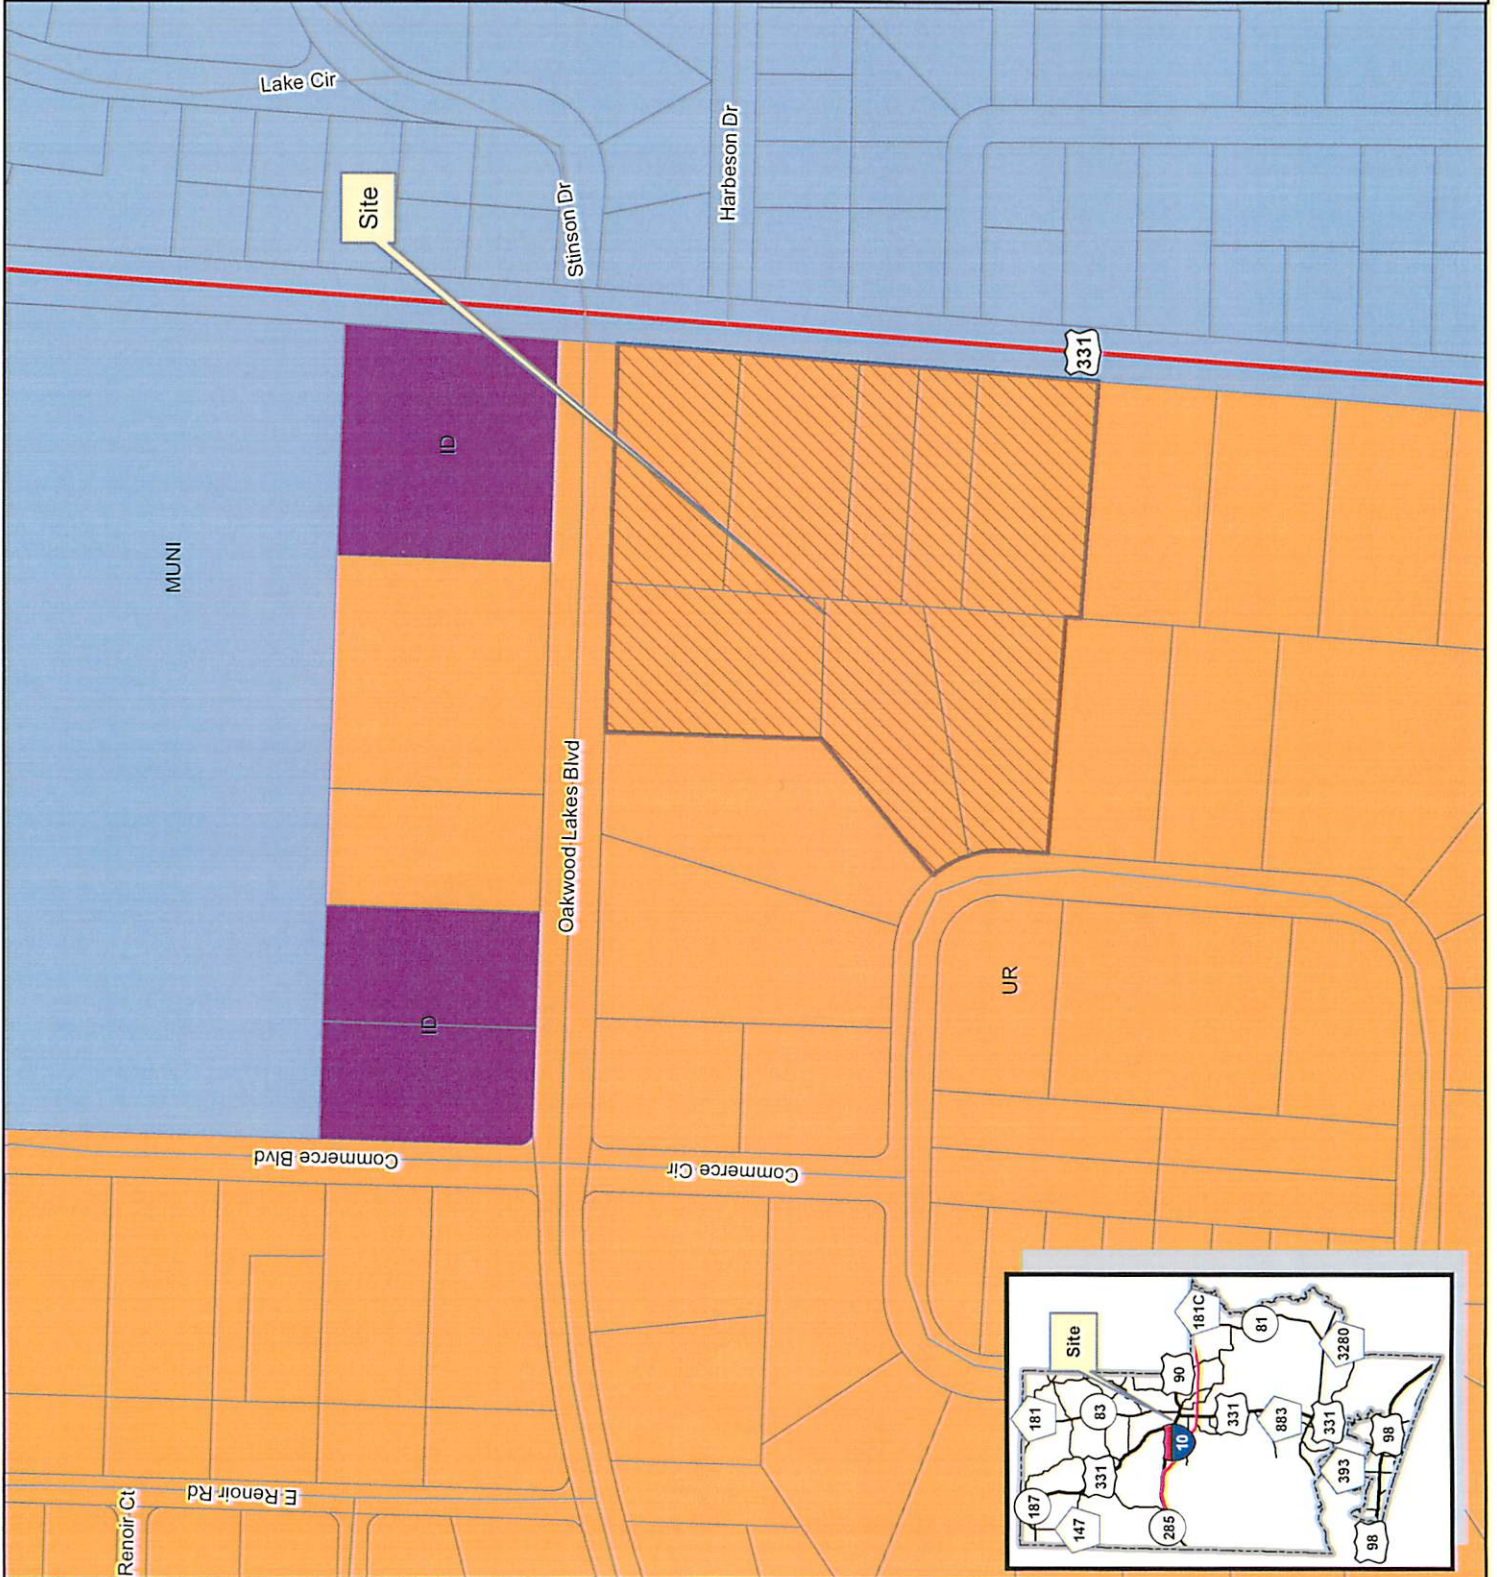 Lake Cir
Site
Stinson Dr
Harbeson Dr
331
MUNI
ID
Oakwood Lakes Blvd
ID
UR
Commerce Blvd
Commerce Cir
E Renoir Rd
Renoir Ct
Site
181C
81
3280
90
181
83
331
883
331
98
10
393
331
187
147
285
98